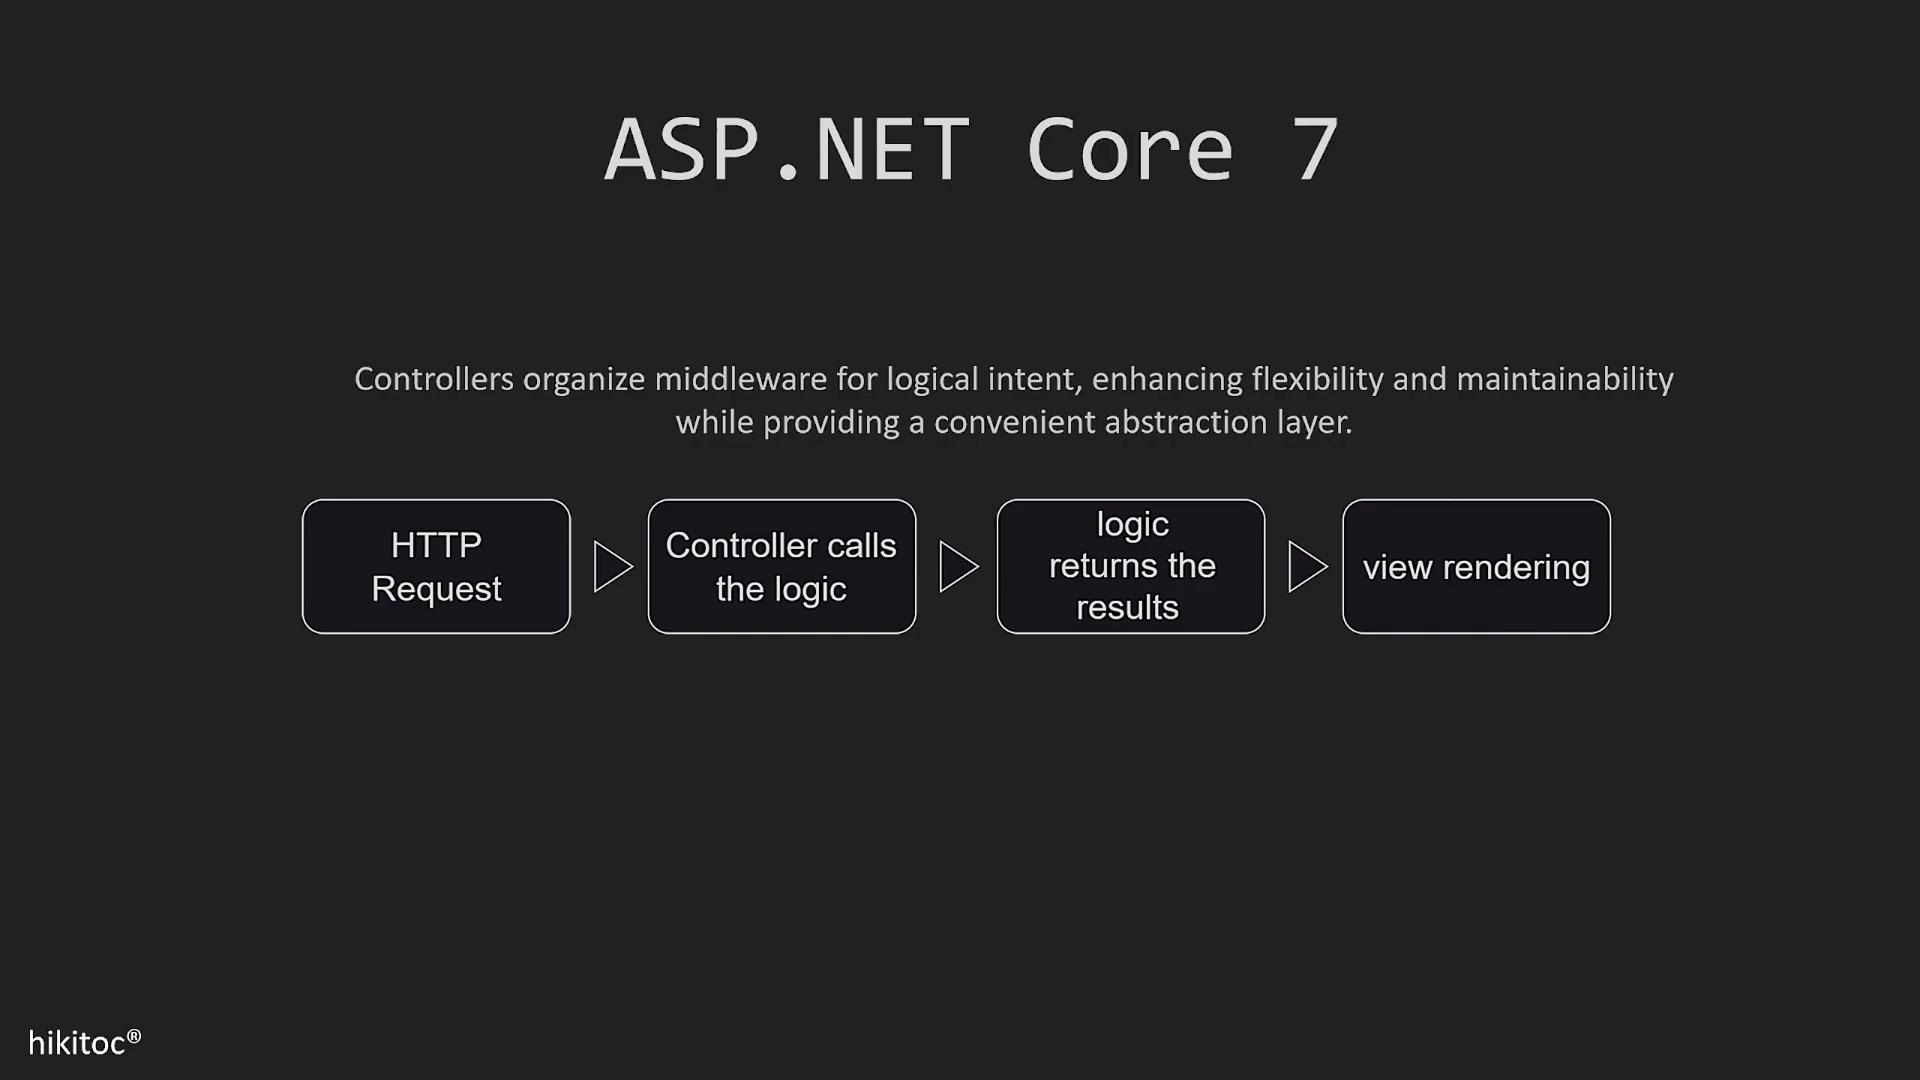 ASP.NET Core 7
Controllers organize middleware for logical intent, enhancing flexibility and maintainability
while providing a convenient abstraction layer.
HTTP
Request
Controller calls
the logic
logic
returns the
results
view rendering
hikitoc®